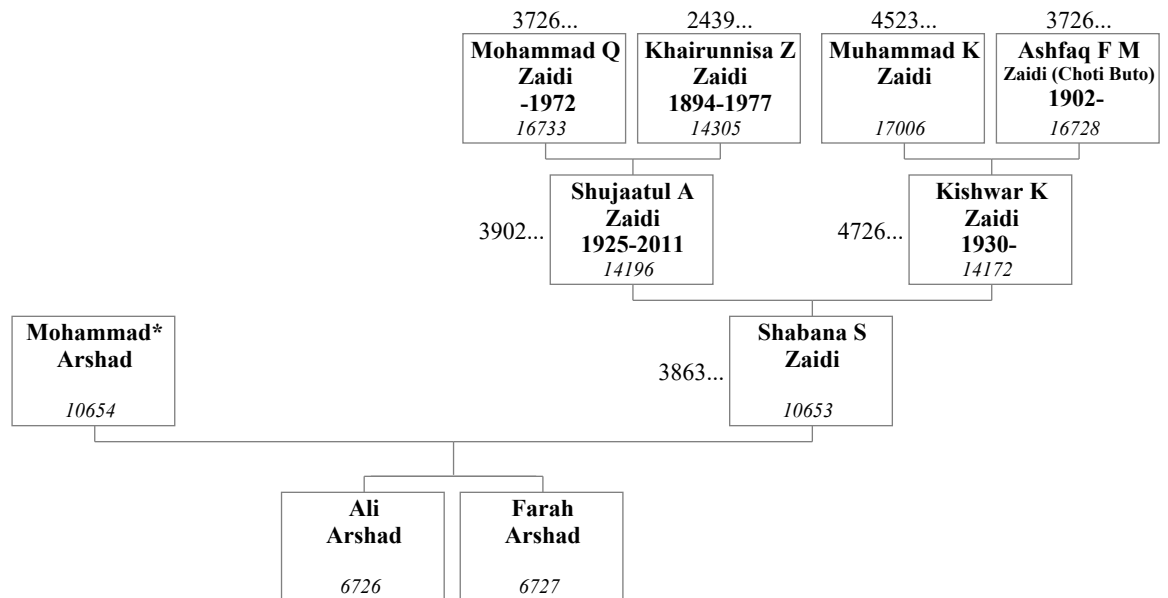 3726...
2439...
4523...
3726...
Mohammad Q
Zaidi
-1972
16733
Khairunnisa Z
Zaidi
1894-1977
14305
Muhammad K
Zaidi
17006
Ashfaq F M
Zaidi (Choti Buto)
1902-
16728
3902...
Shujaatul A
Zaidi
1925-2011
14196
4726...
Kishwar K
Zaidi
1930-
14172
Mohammad*
Arshad
10654
3863...
Shabana S
Zaidi
10653
Ali
Arshad
6726
Farah
Arshad
6727